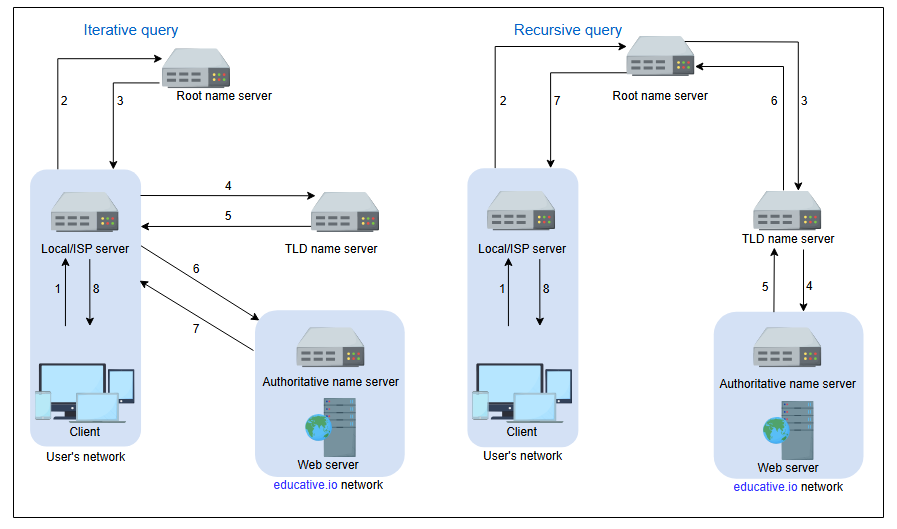 Iterative query
Root name server
2
3
Local/ISP server
4
5
TLD name server
6
7
1
8
Client
User's network
Authoritative name server
Web server
educative.io network
Recursive query
Root name server
2
7
6
3
Local/ISP server
TLD name server
1
8
5
4
Client
User's network
Authoritative name server
Web server
educative.io network